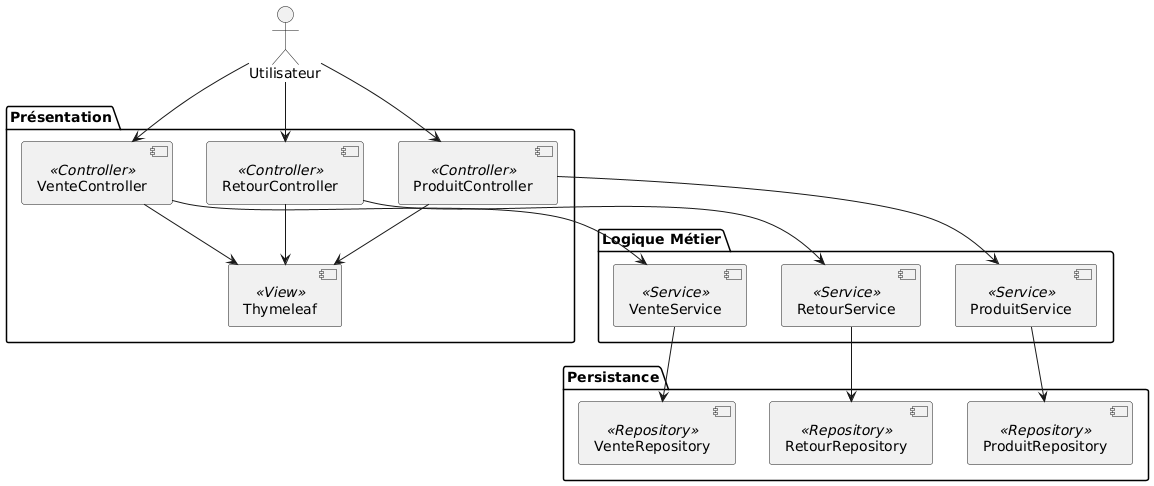 Utilisateur
Présentation
«Controller»
VenteController
«Controller»
RetourController
«Controller»
ProduitController
«View»
Thymeleaf
Logique Métier
«Service»
VenteService
«Service»
RetourService
«Service»
ProduitService
Persistance
«Repository»
VenteRepository
«Repository»
RetourRepository
«Repository»
ProduitRepository